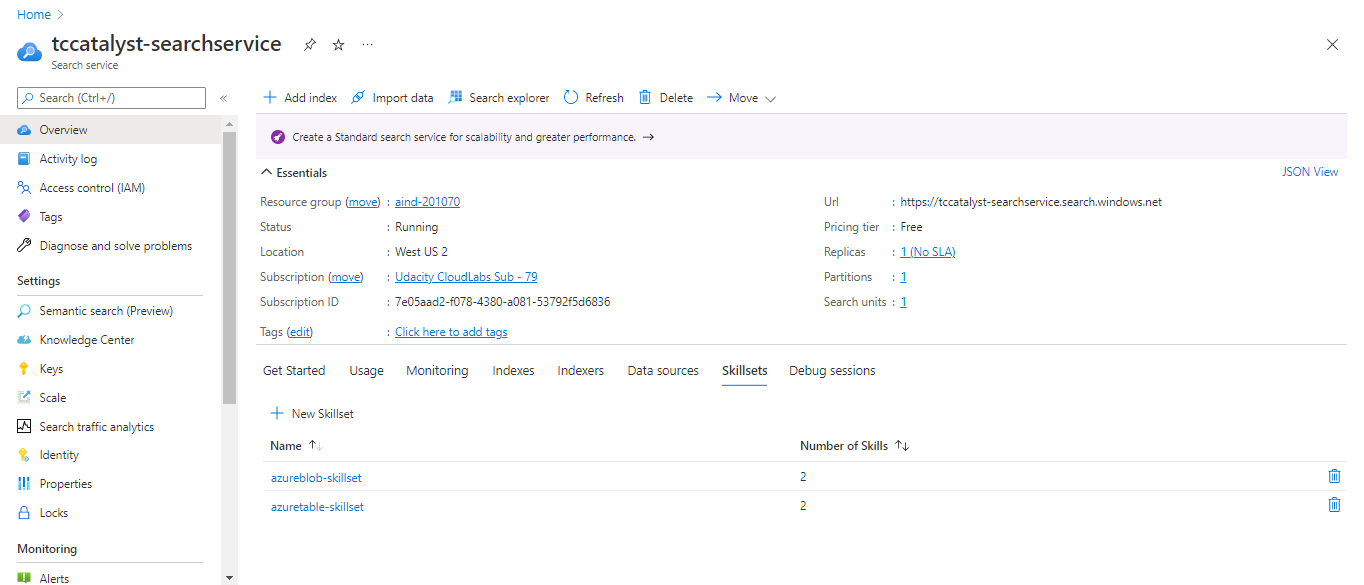 Home
tccatalyst-searchservice
Search service
Search (Ctrl+/)
Overview
Activity log
Access control (IAM)
Tags
Diagnose and solve problems
Settings
Semantic search (Preview)
Knowledge Center
Keys
Scale
Search traffic analytics
Identity
Properties
Locks
Monitoring
Alerts
Add index Import data Search explorer Refresh Delete Move
Create a Standard search service for scalability and greater performance.
Essentials JSON View
Resource group (move) : aind-201070
Status : Running
Location : West US 2
Subscription (move) : Udacity CloudLabs Sub - 79
Subscription ID : 7e05aad2-f078-4380-a081-53792f5d6836
Tags (edit) : Click here to add tags
Url : https://tccatalyst-searchservice.search.windows.net
Pricing tier : Free
Replicas : 1 (No SLA)
Partitions : 1
Search units : 1
Get Started Usage Monitoring Indexes Indexers Data sources Skillsets Debug sessions
New Skillset
Name Number of Skills
azureblob-skillset 2
azuretable-skillset 2